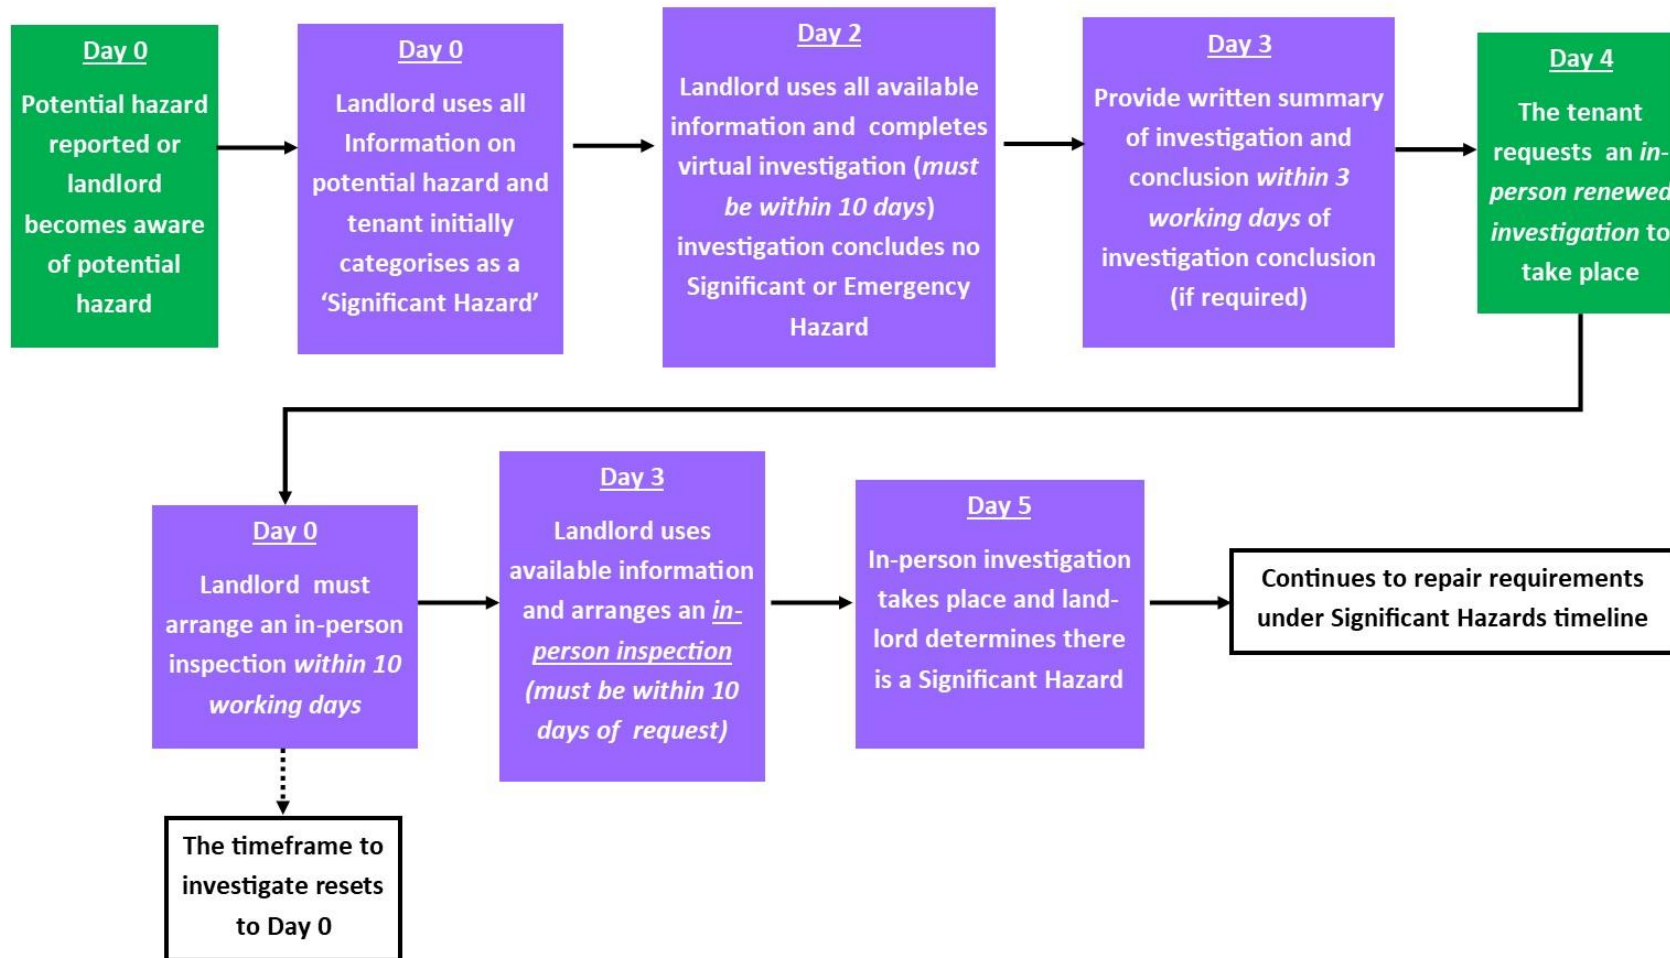 Day 0
Potential hazard
reported or
landlord
becomes aware
of potential
hazard
Day 0
Landlord uses all
Information on
potential hazard and
tenant initially
categorises as a
‘Significant Hazard’
Day 2
Landlord uses all available
information and completes
virtual investigation (must
be within 10 days)
investigation concludes no
Significant or Emergency
Hazard
Day 3
Provide written summary
of investigation and
conclusion within 3
working days of
investigation conclusion
(if required)
Day 4
The tenant
requests an in-
person renewed
investigation to
take place
Day 0
Landlord must
arrange an in-person
inspection within 10
working days
Day 3
Landlord uses
available information
and arranges an in-
person inspection
(must be within 10
days of request)
Day 5
In-person investigation
takes place and land-
lord determines there
is a Significant Hazard
Continues to repair requirements
under Significant Hazards timeline
The timeframe to
investigate resets
to Day 0